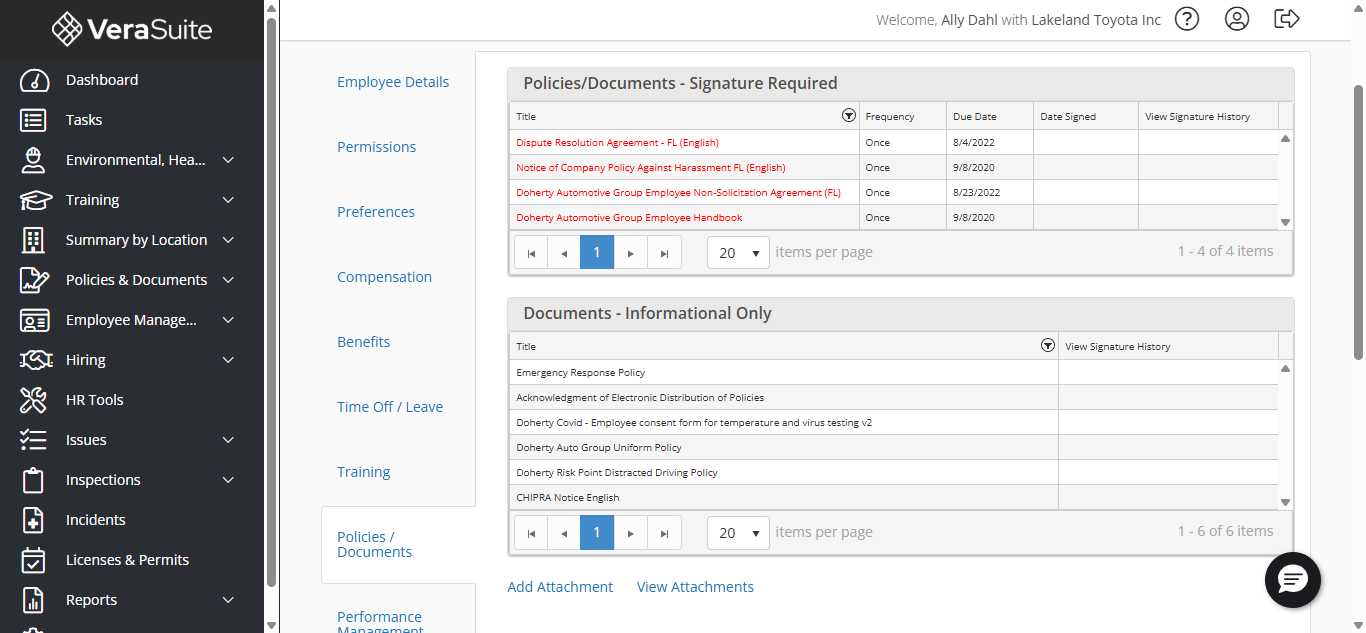 VeraSuite
Welcome, Ally Dahl with Lakeland Toyota Inc
Dashboard
Tasks
Environmental, Hea...
Training
Summary by Location
Policies & Documents
Employee Manage...
Hiring
HR Tools
Issues
Inspections
Incidents
Licenses & Permits
Reports
Employee Details
Permissions
Preferences
Compensation
Benefits
Time Off / Leave
Training
Policies /
Documents
Performance
Management
Policies/Documents - Signature Required
Title Frequency Due Date Date Signed View Signature History
Dispute Resolution Agreement - FL (English) Once 8/4/2022
Notice of Company Policy Against Harassment FL (English) Once 9/8/2020
Doherty Automotive Group Employee Non-Solicitation Agreement (FL) Once 8/23/2022
Doherty Automotive Group Employee Handbook Once 9/8/2020
1 20 items per page 1 - 4 of 4 items
Documents - Informational Only
Title View Signature History
Emergency Response Policy
Acknowledgment of Electronic Distribution of Policies
Doherty Covid - Employee consent form for temperature and virus testing v2
Doherty Auto Group Uniform Policy
Doherty Risk Point Distracted Driving Policy
CHIPRA Notice English
1 20 items per page 1 - 6 of 6 items
Add Attachment View Attachments